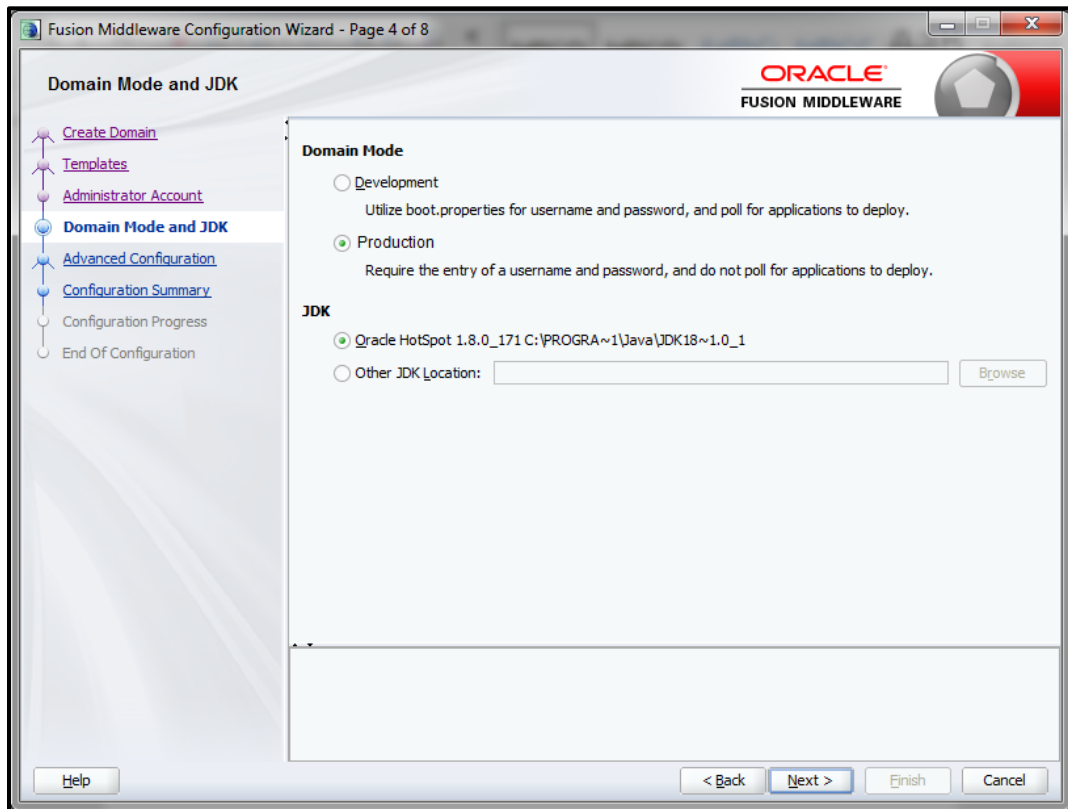 Fusion Middleware Configuration Wizard - Page 4 of 8
Domain Mode and JDK
ORACLE®
FUSION MIDDLEWARE
Create Domain
Templates
Administrator Account
Domain Mode and JDK
Advanced Configuration
Configuration Summary
Configuration Progress
End Of Configuration
Domain Mode
Development
Utilize boot.properties for username and password, and poll for applications to deploy.
Production
Require the entry of a username and password, and do not poll for applications to deploy.
JDK
Oracle HotSpot 1.8.0_171 C:\PROGRA~1\Java\JDK18~1.0_1
Other JDK Location:
Browse
Help
< Back
Next >
Finish
Cancel